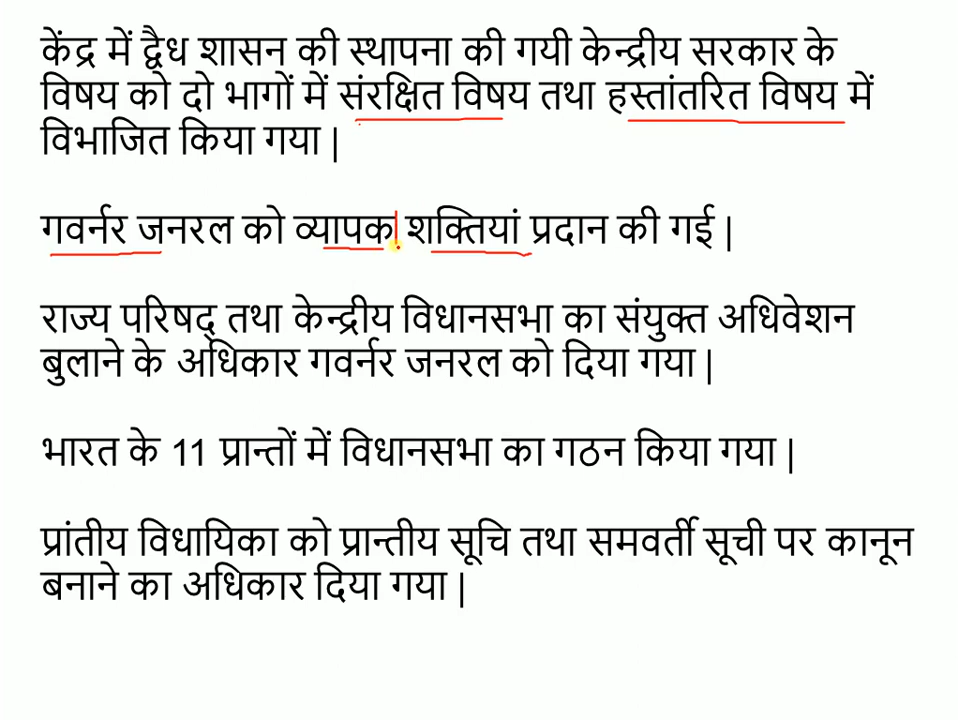 केंद्र में द्वैध शासन की स्थापना की गयी केन्द्रीय सरकार के
विषय को दो भागों में संरक्षित विषय तथा हस्तांतरित विषय में
विभाजित किया गया |
गवर्नर जनरल को व्यापक शक्तियां प्रदान की गई |
राज्य परिषद् तथा केन्द्रीय विधानसभा का संयुक्त अधिवेशन
बुलाने के अधिकार गवर्नर जनरल को दिया गया |
भारत के 11 प्रान्तों में विधानसभा का गठन किया गया |
प्रांतीय विधायिका को प्रान्तीय सूचि तथा समवर्ती सूची पर कानून
बनाने का अधिकार दिया गया |